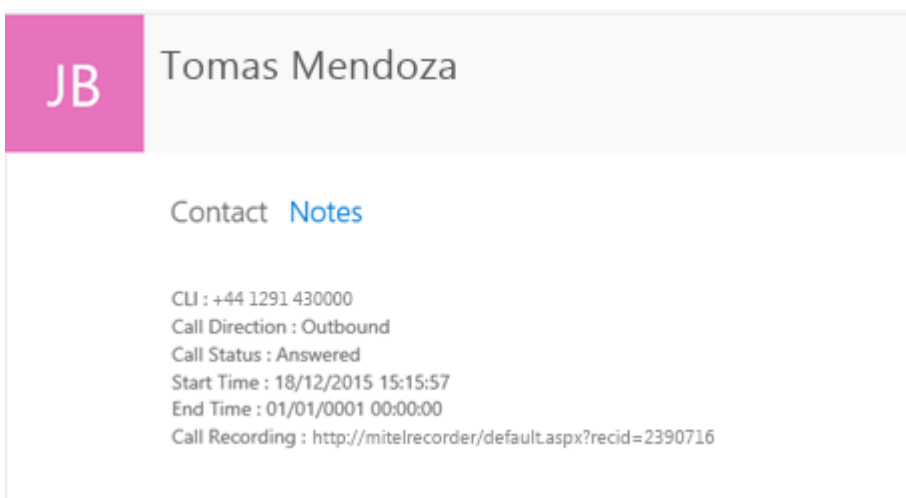 JB
Tomas Mendoza
Contact Notes
CLI : +44 1291 430000
Call Direction : Outbound
Call Status : Answered
Start Time : 18/12/2015 15:15:57
End Time : 01/01/0001 00:00:00
Call Recording : http://mitelrecorder/default.aspx?recid=2390716